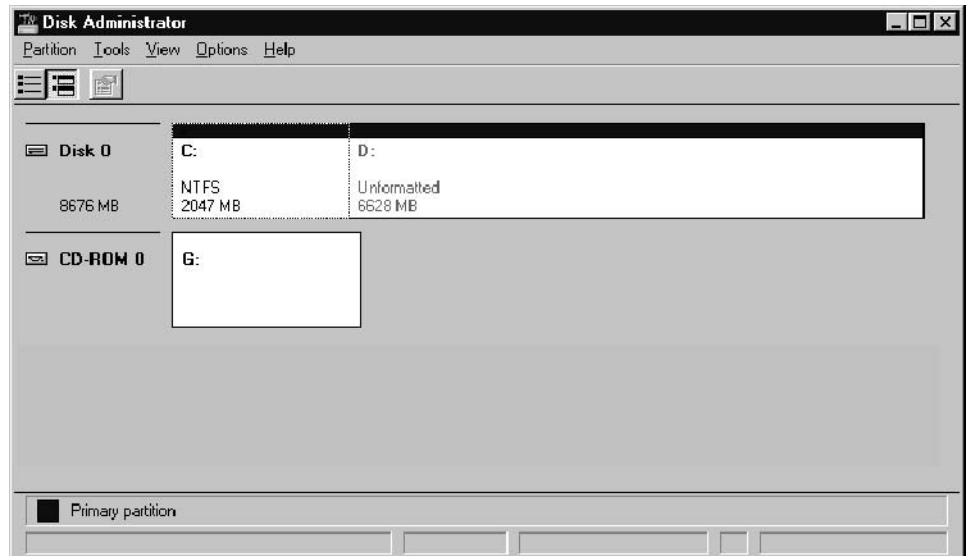 Disk Administrator
Partition Tools View Options Help
Disk 0 C: D:
NTFS Unformatted
8676 MB 2047 MB 6628 MB
CD-ROM 0 G:
Primary partition